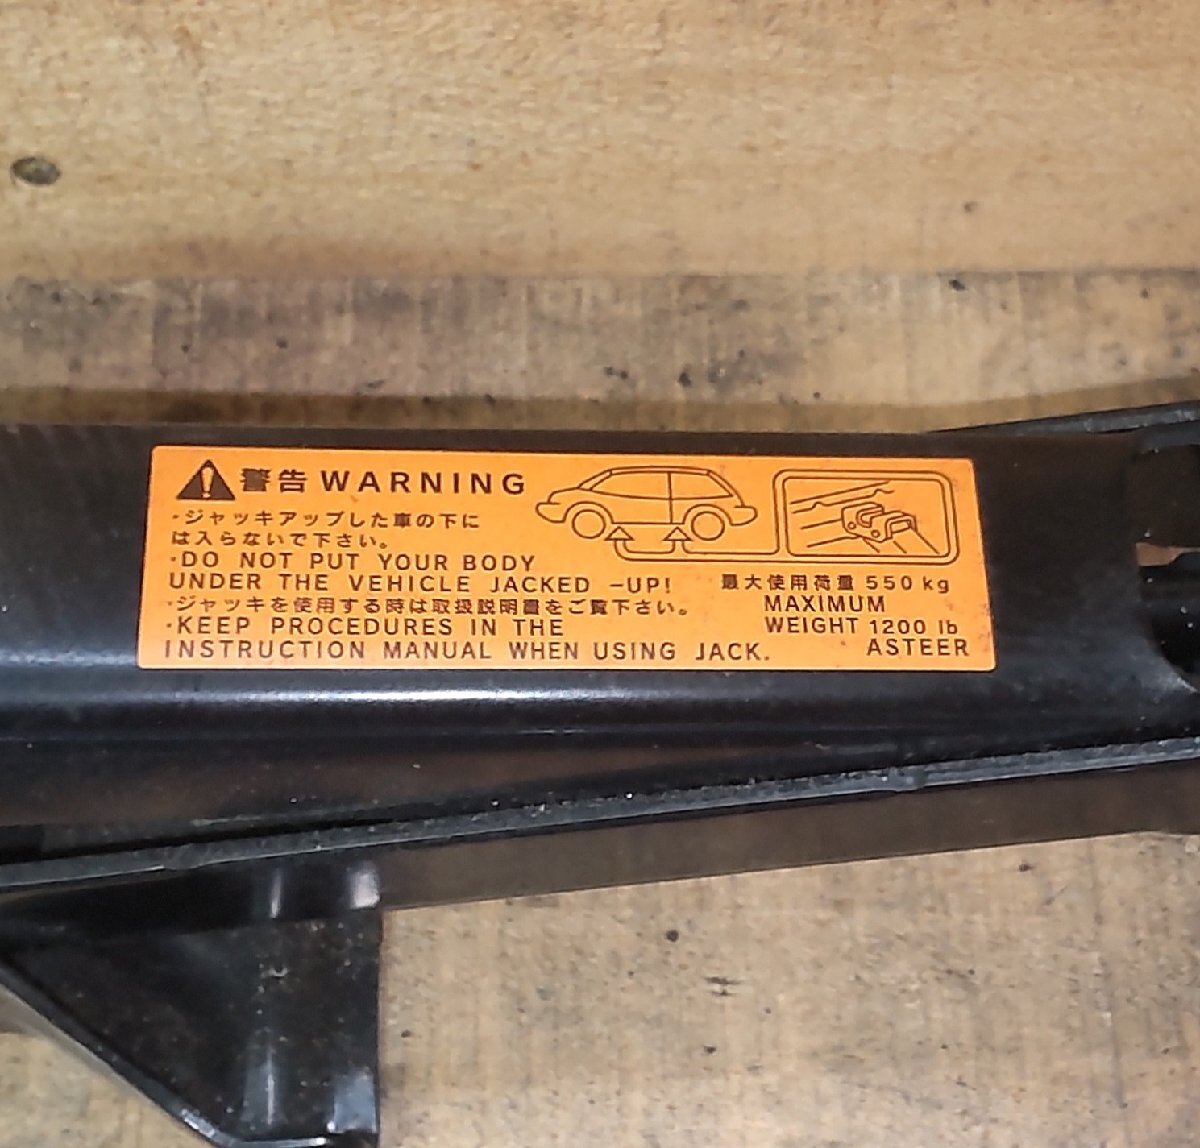 警告 WARNING
・ジャッキアップした車の下に
は入らないで下さい。
・DO NOT PUT YOUR BODY
UNDER THE VEHICLE JACKED -UP!
・ジャッキを使用する時は取扱説明書をご覧下さい。
・KEEP PROCEDURES IN THE
INSTRUCTION MANUAL WHEN USING JACK.
最大使用荷重 550 kg
MAXIMUM
WEIGHT 1200 lb
ASTEER